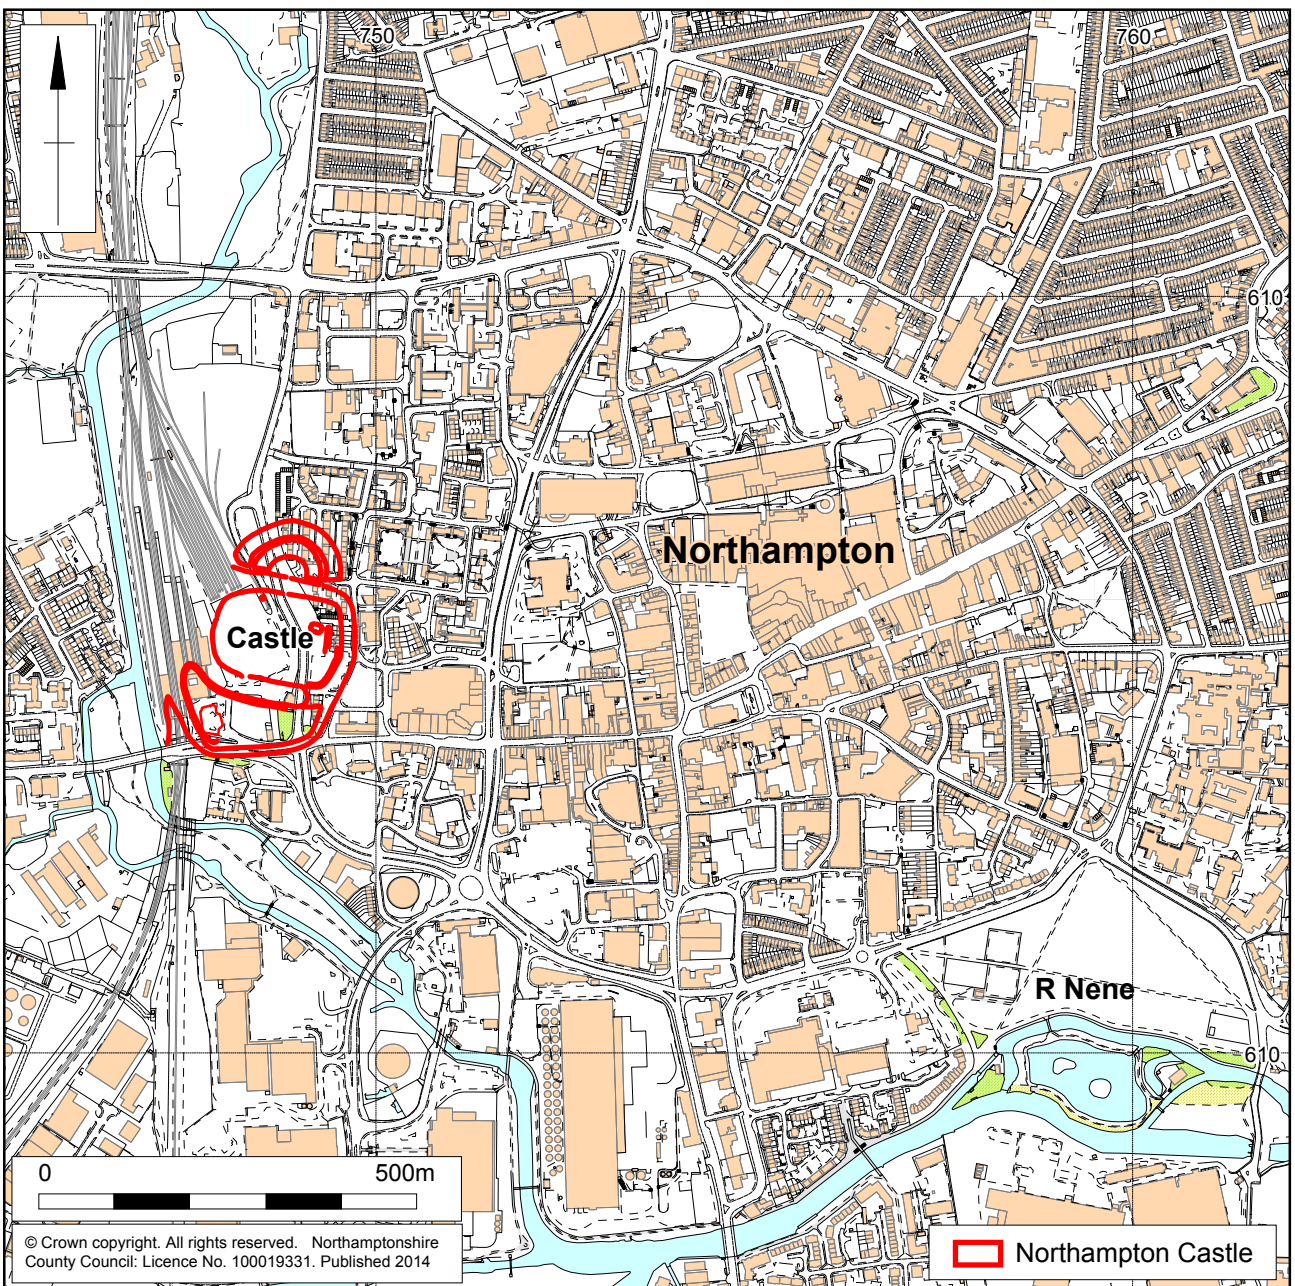 750
760
610
Northampton
Castle
R Nene
610
0 500m
© Crown copyright. All rights reserved. Northamptonshire
County Council: Licence No. 100019331. Published 2014
Northampton Castle